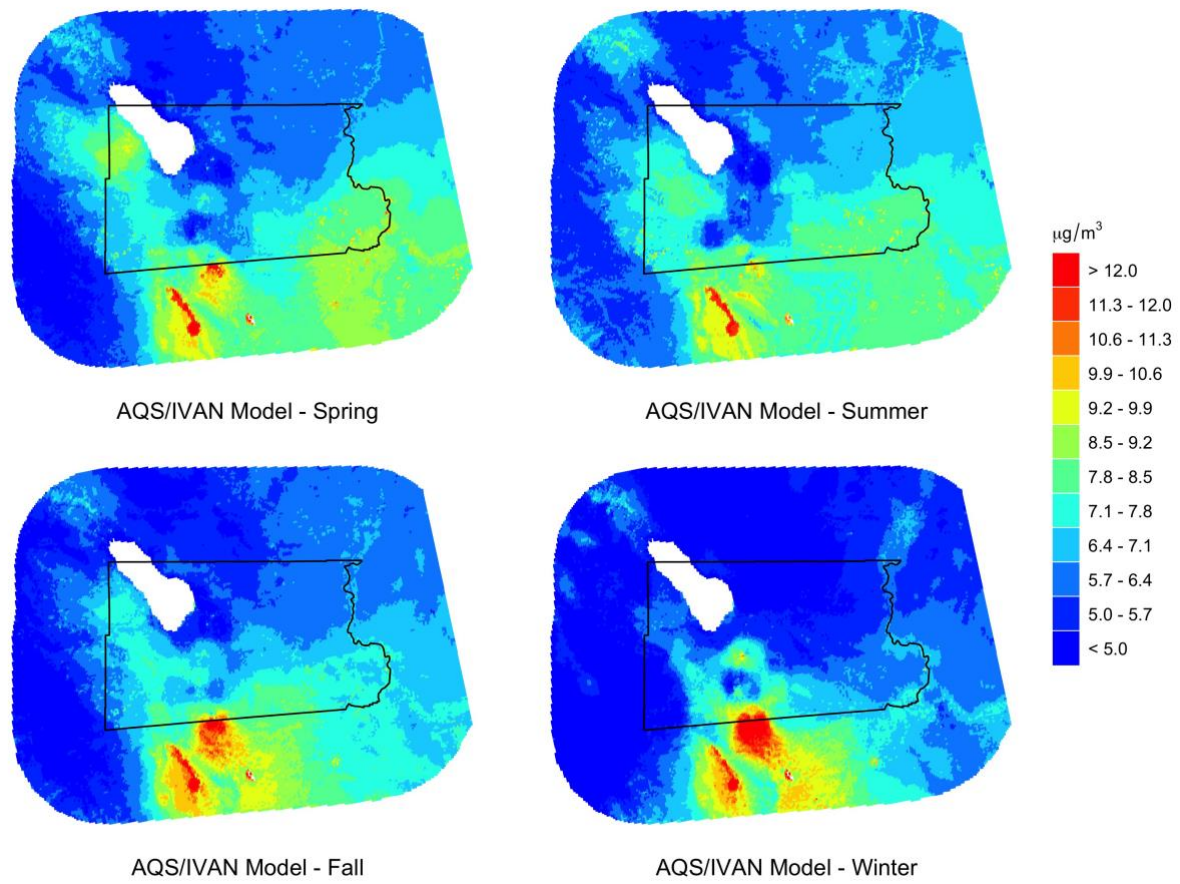 AQS/IVAN Model - Spring
AQS/IVAN Model - Summer
μg/m³
> 12.0
11.3 - 12.0
10.6 - 11.3
9.9 - 10.6
9.2 - 9.9
8.5 - 9.2
7.8 - 8.5
7.1 - 7.8
6.4 - 7.1
5.7 - 6.4
5.0 - 5.7
< 5.0
AQS/IVAN Model - Fall
AQS/IVAN Model - Winter